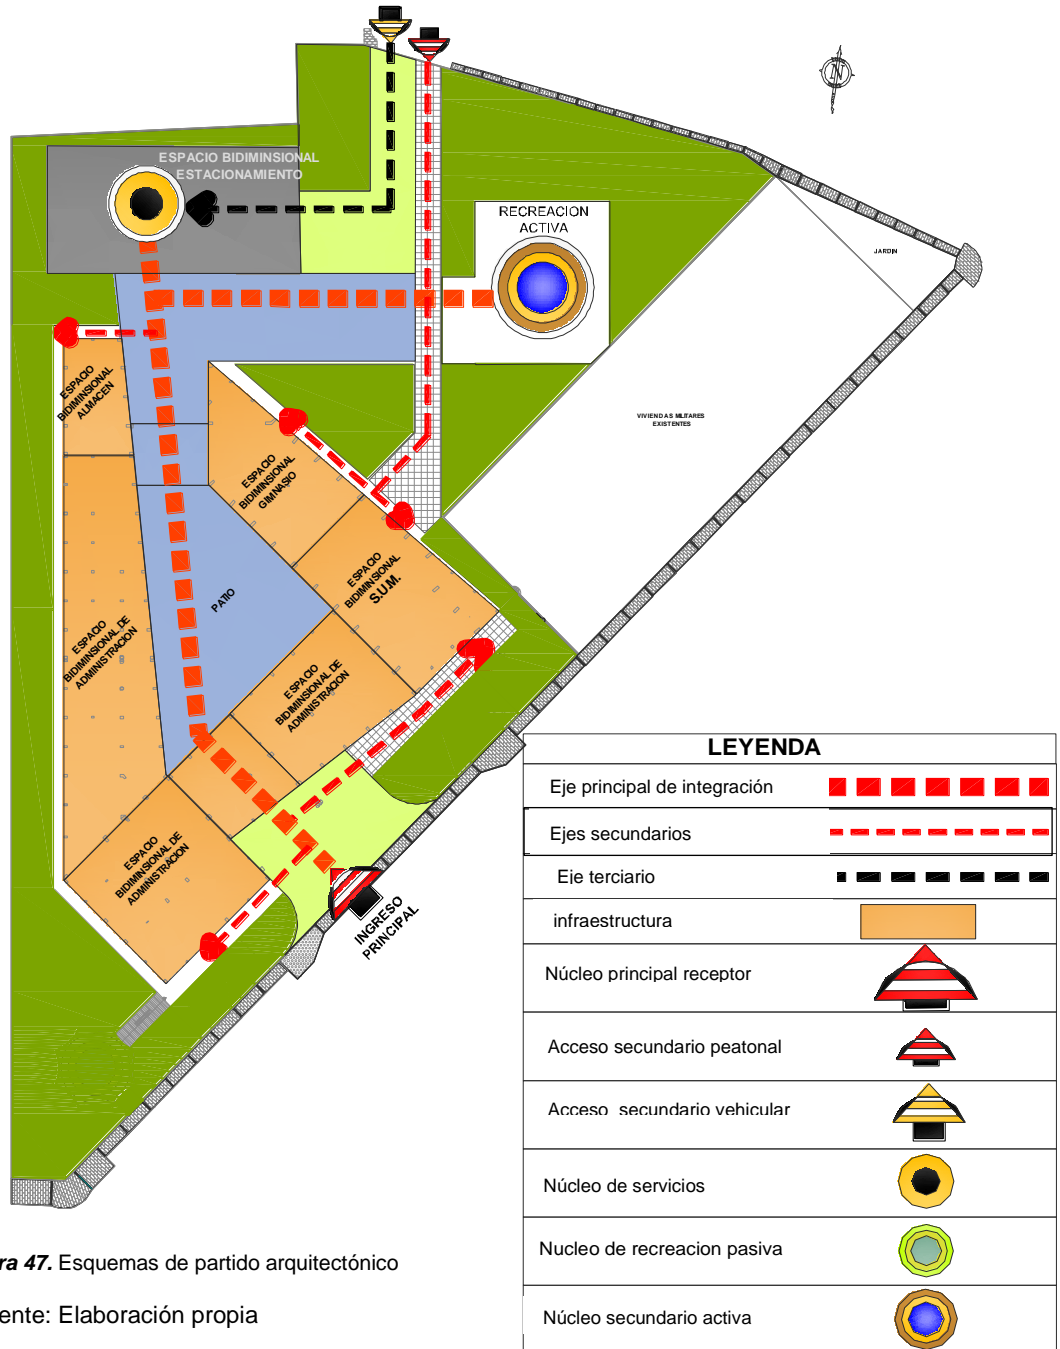 N
ESPACIO BIDIMINSIONAL
ESTACIONAMIENTO
RECREACION
ACTIVA
JARDIN
VIVIENDAS MILITARES
EXISTENTES
ESPACIO
BIDIMINSIONAL
ALMACEN
ESPACIO
BIDIMINSIONAL
GIMNASIO
ESPACIO
BIDIMINSIONAL
S.U.M.
PATIO
ESPACIO
BIDIMINSIONAL DE
ADMINISTRACION
ESPACIO
BIDIMINSIONAL DE
ADMINISTRACION
ESPACIO
BIDIMINSIONAL DE
ADMINISTRACION
INGRESO
PRINCIPAL
LEYENDA
Eje principal de integración
Ejes secundarios
Eje terciario
infraestructura
Núcleo principal receptor
Acceso secundario peatonal
Acceso secundario vehicular
Núcleo de servicios
Nucleo de recreacion pasiva
Núcleo secundario activa
ra 47. Esquemas de partido arquitectónico
ente: Elaboración propia